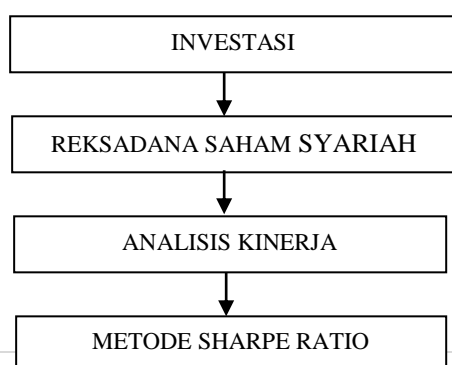 INVESTASI
REKSADANA SAHAM SYARIAH
ANALISIS KINERJA
METODE SHARPE RATIO